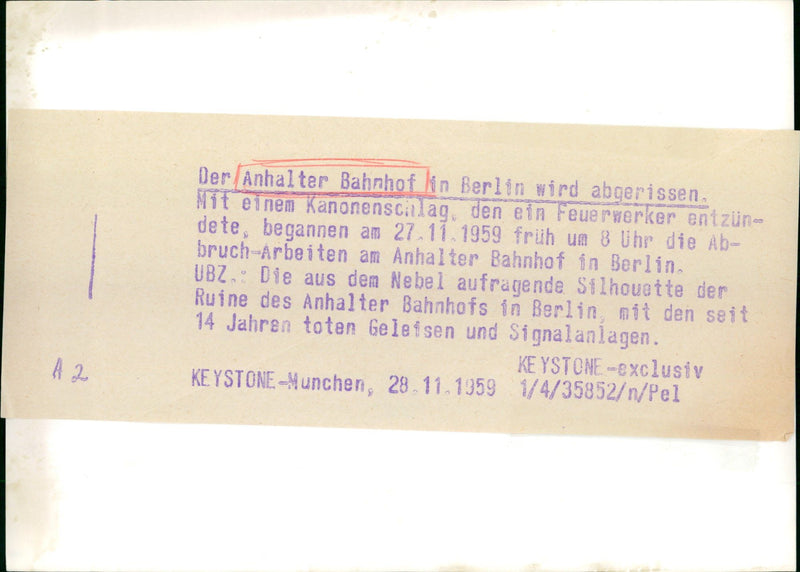 Der Anhalter Bahnhof in Berlin wird abgerissen.
Mit einem Kanonenschlag, den ein Feuerwerker entzün-
dete, begannen am 27.11.1959 früh um 8 Uhr die Ab-
bruch-Arbeiten am Anhalter Bahnhof in Berlin.
UBZ.: Die aus dem Nebel aufragende Silhouette der
Ruine des Anhalter Bahnhofs in Berlin, mit den seit
14 Jahren toten Geleisen und Signalanlagen.
KEYSTONE-exclusiv
A 2
KEYSTONE-Munchen, 28.11.1959 1/4/35852/n/Pel